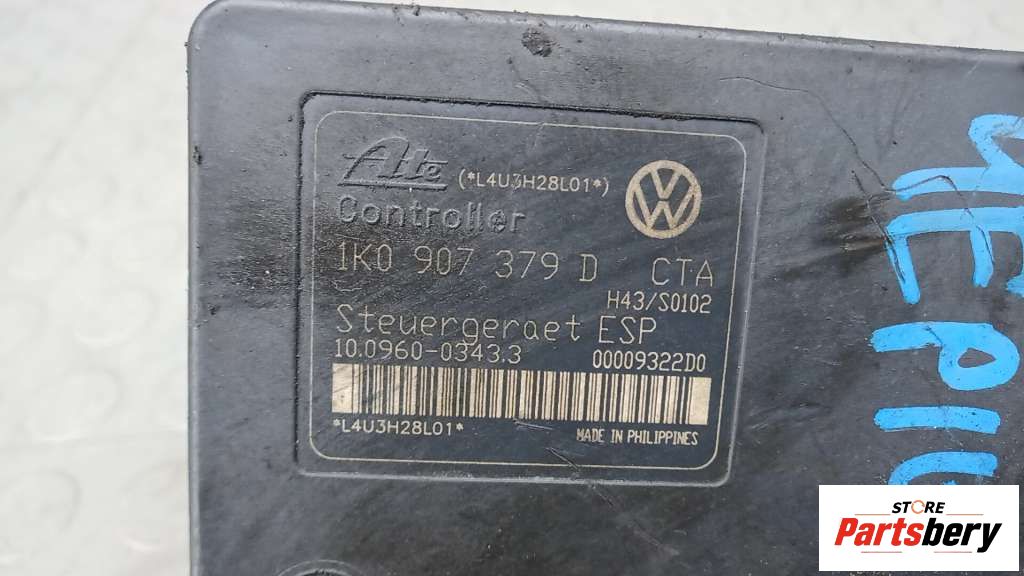 Ate (*L4U3H28L01*)
Controller
1K0 907 379 D CTA
H43/S0102
Steuergeraet ESP
10.0960-0343.3 00009322D0
*L4U3H28L01* MADE IN PHILIPPINES
STORE
Partsbery